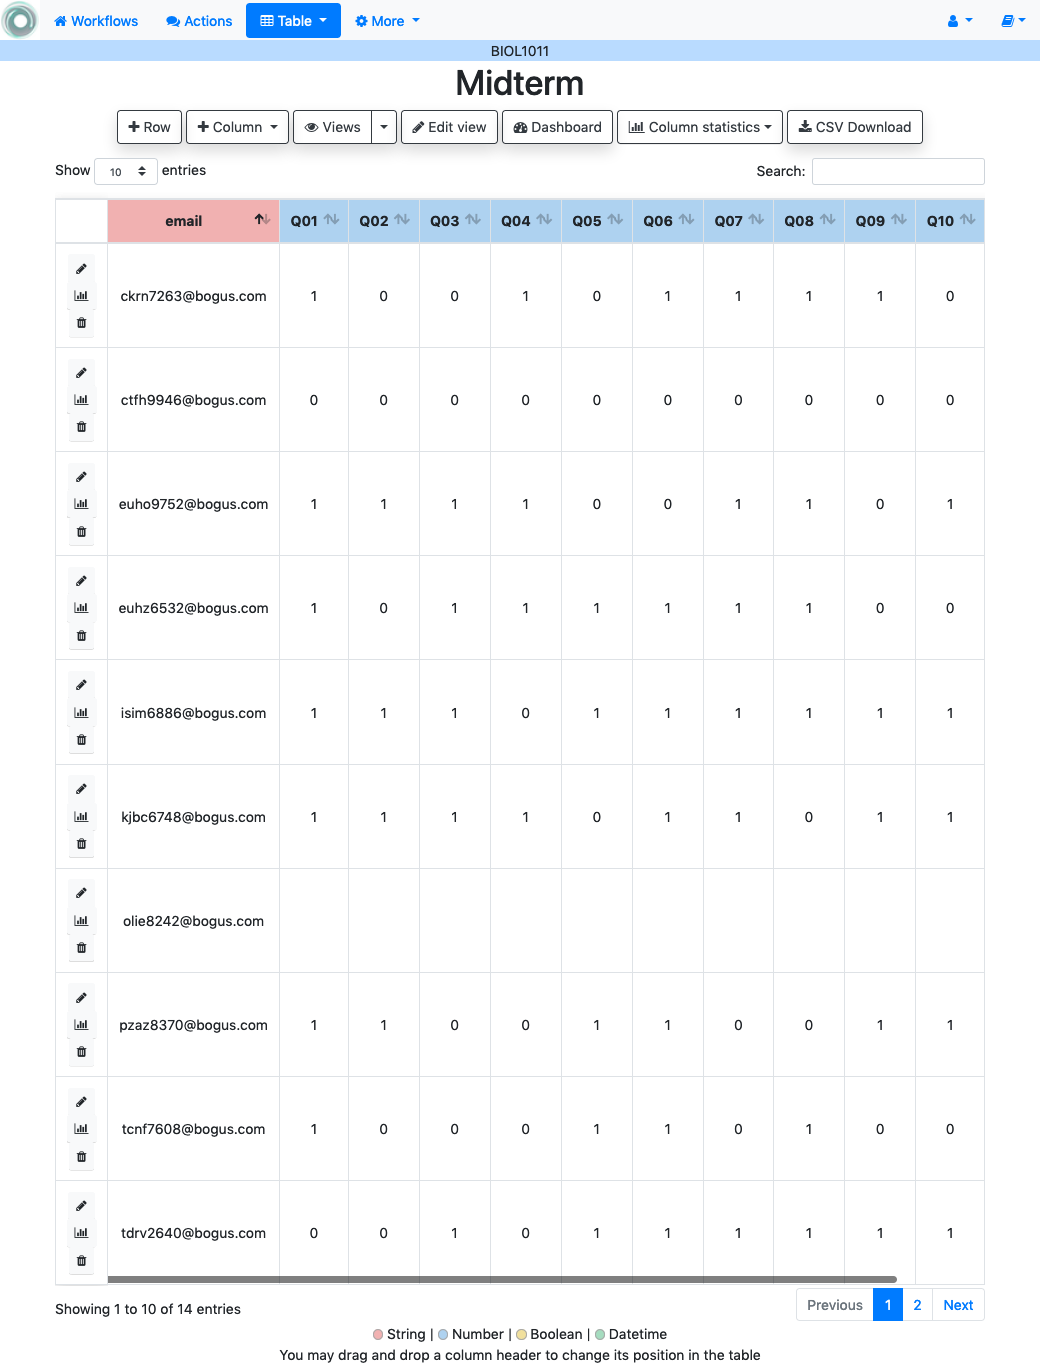 Workflows Actions Table More
BIOL1011
Midterm
Row Column Views Edit view Dashboard Column statistics CSV Download
Show 10 entries Search:
email Q01 Q02 Q03 Q04 Q05 Q06 Q07 Q08 Q09 Q10
ckrn7263@bogus.com 1 0 0 1 0 1 1 1 1 0
ctfh9946@bogus.com 0 0 0 0 0 0 0 0 0 0
euho9752@bogus.com 1 1 1 1 0 0 1 1 0 1
euhz6532@bogus.com 1 0 1 1 1 1 1 1 0 0
isim6886@bogus.com 1 1 1 0 1 1 1 1 1 1
kjbc6748@bogus.com 1 1 1 1 0 1 1 0 1 1
olie8242@bogus.com
pzaz8370@bogus.com 1 1 0 0 1 1 0 0 1 1
tcnf7608@bogus.com 1 0 0 0 1 1 0 1 0 0
tdrv2640@bogus.com 0 0 1 0 1 1 1 1 1 1
Showing 1 to 10 of 14 entries Previous 1 2 Next
String | Number | Boolean | Datetime
You may drag and drop a column header to change its position in the table